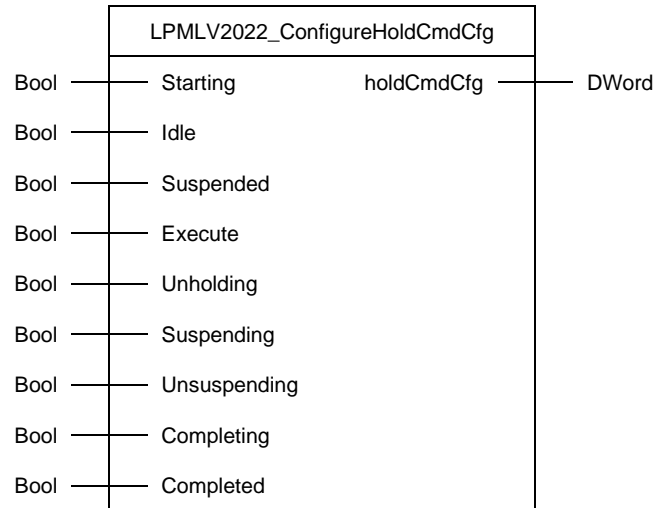 LPMLV2022_ConfigureHoldCmdCfg
Bool Starting holdCmdCfg DWord
Bool Idle
Bool Suspended
Bool Execute
Bool Unholding
Bool Suspending
Bool Unsuspending
Bool Completing
Bool Completed